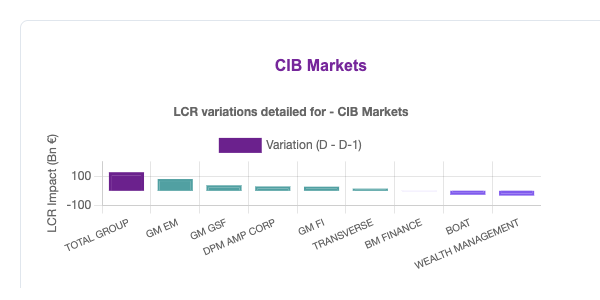 CIB Markets
LCR variations detailed for - CIB Markets
Variation (D - D-1)
LCR Impact (Bn €)
100
-100
TOTAL GROUP
GM EM
GM GSF
DPM AMP CORP
GM FI
TRANSVERSE
BM FINANCE
BOAT
WEALTH MANAGEMENT